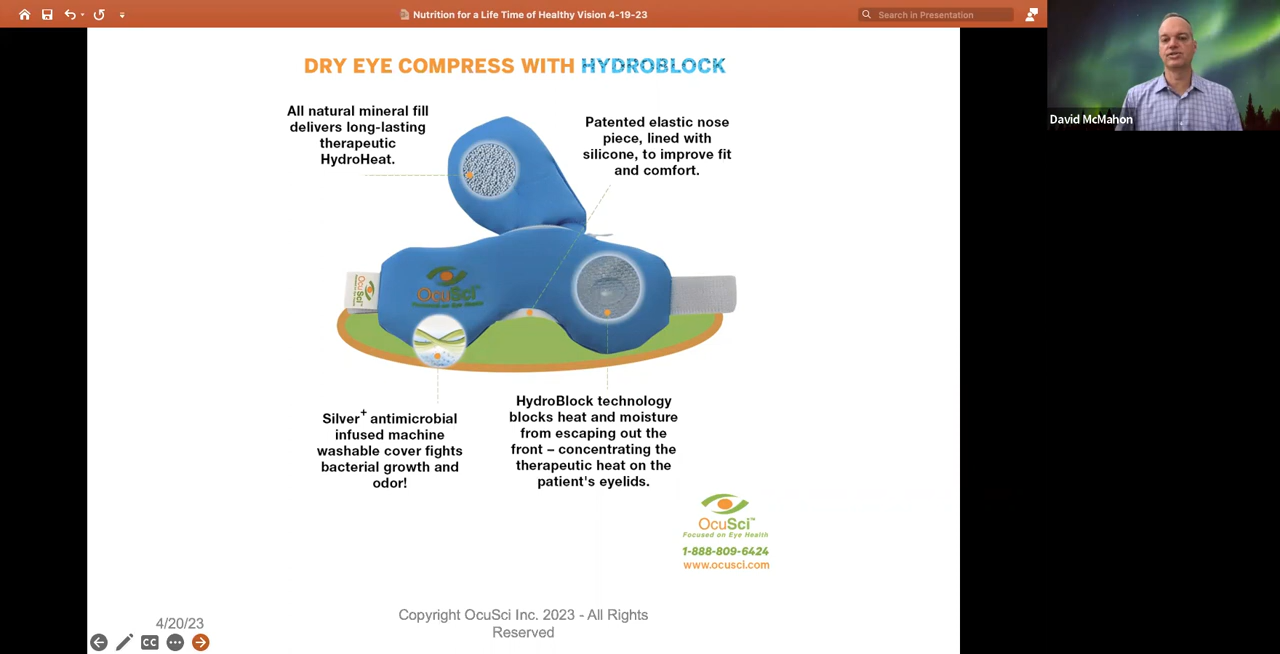 Nutrition for a Life Time of Healthy Vision 4-19-23
Search in Presentation
David McMahon
DRY EYE COMPRESS WITH HYDROBLOCK
All natural mineral fill
delivers long-lasting
therapeutic
HydroHeat.
Patented elastic nose
piece, lined with
silicone, to improve fit
and comfort.
OcuSci
OcuSci
Silver+ antimicrobial
infused machine
washable cover fights
bacterial growth and
odor!
HydroBlock technology
blocks heat and moisture
from escaping out the
front – concentrating the
therapeutic heat on the
patient's eyelids.
OcuSci™
Focused on Eye Health
1-888-809-6424
www.ocusci.com
4/20/23
Copyright OcuSci Inc. 2023 - All Rights
Reserved
CC